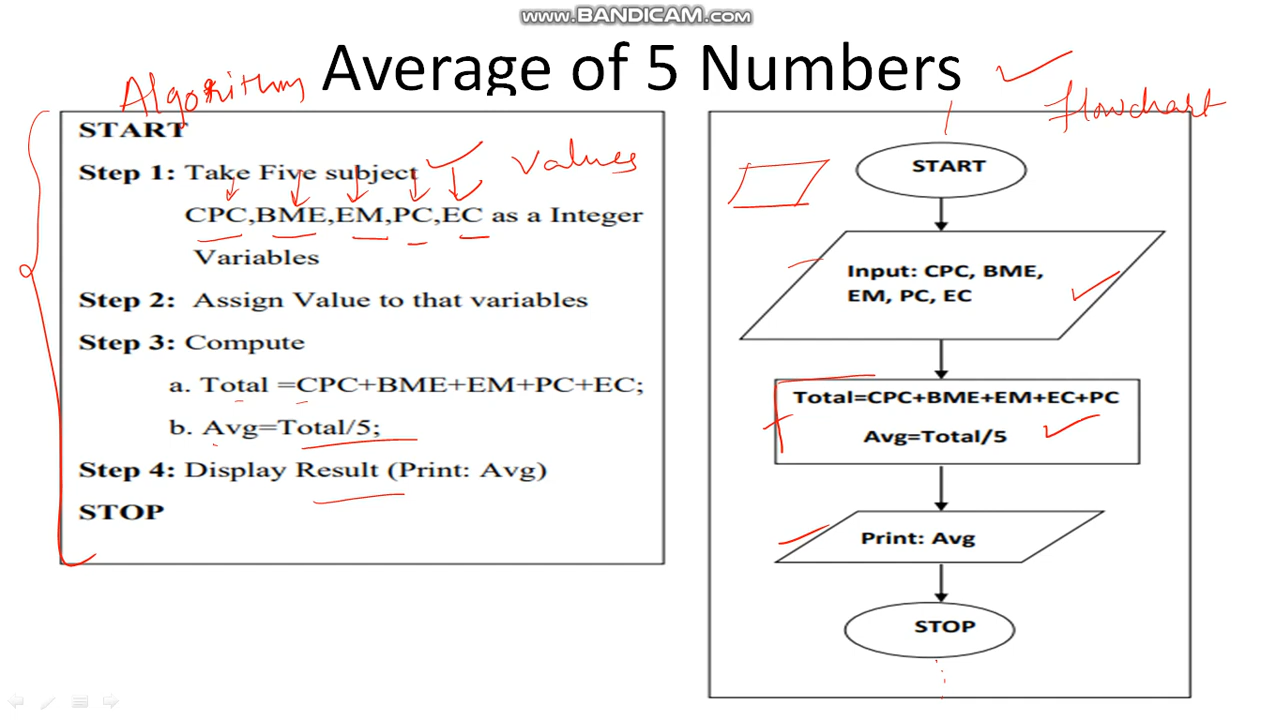 www.BANDICAM.com
Average of 5 Numbers
Algorithm
START
Step 1: Take Five subject
values
CPC,BME,EM,PC,EC as a Integer
Variables
Step 2: Assign Value to that variables
Step 3: Compute
a. Total =CPC+BME+EM+PC+EC;
b. Avg=Total/5;
Step 4: Display Result (Print: Avg)
STOP
flowchart
START
Input: CPC, BME,
EM, PC, EC
Total=CPC+BME+EM+EC+PC
Avg=Total/5
Print: Avg
STOP